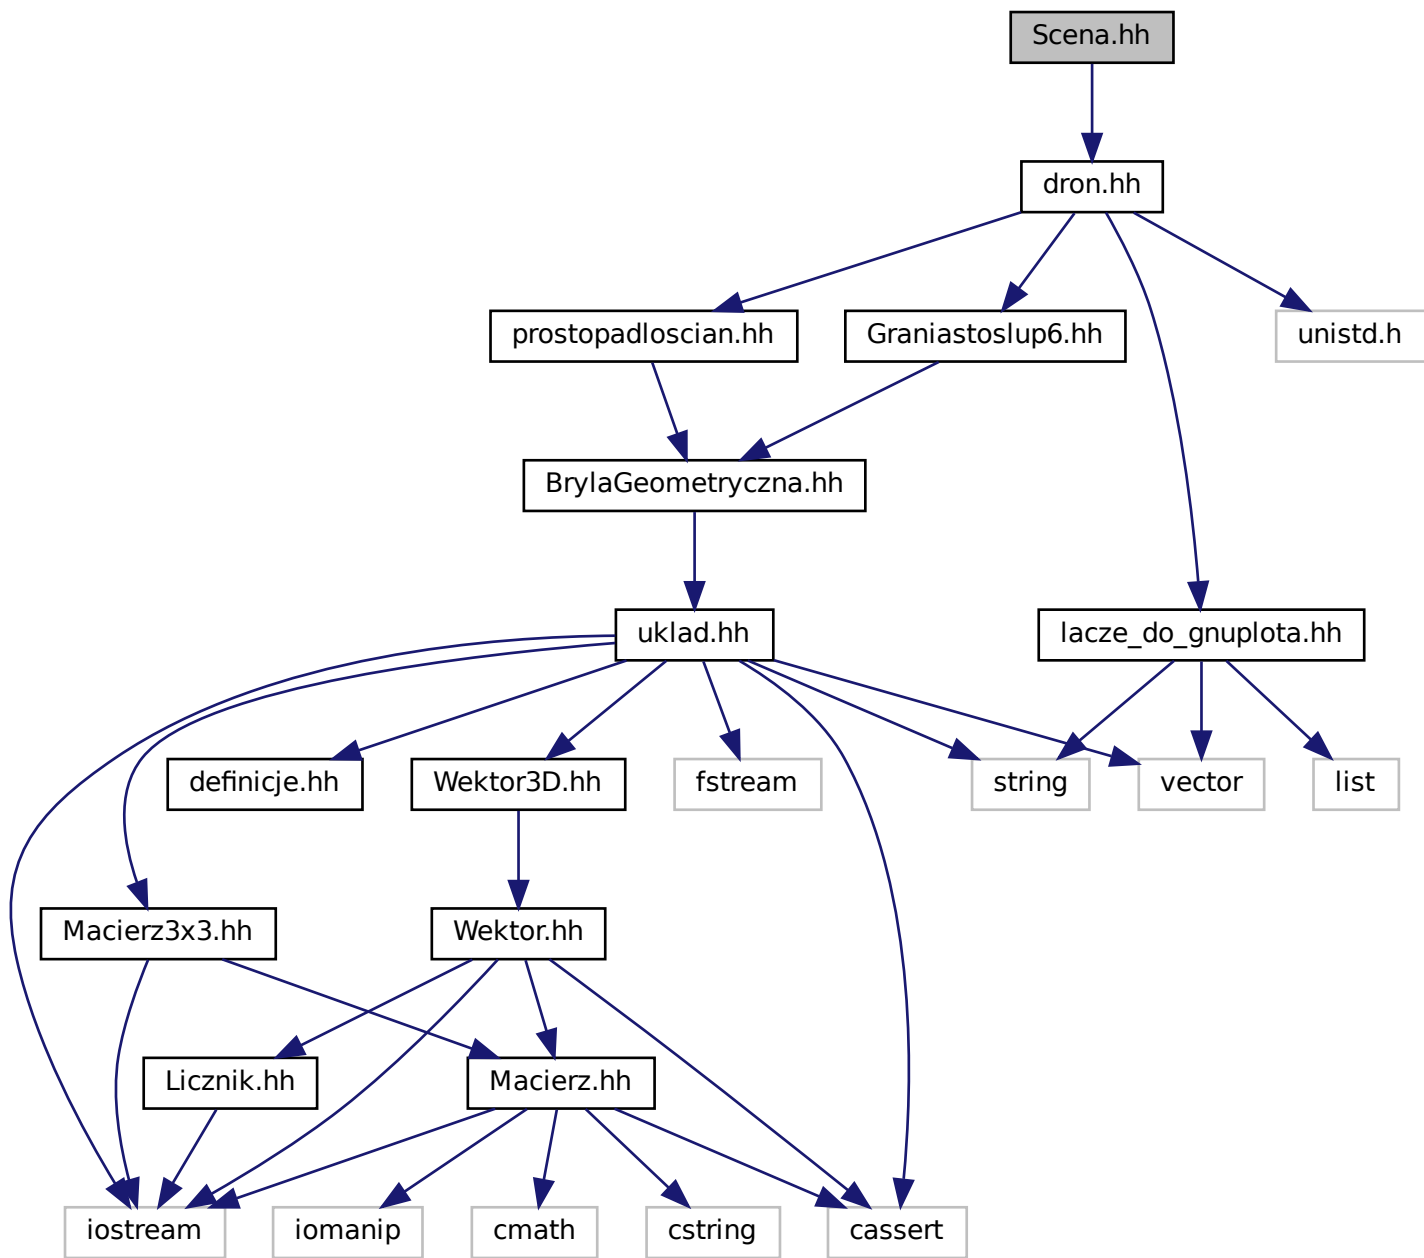 Scena.hh
dron.hh
prostopadloscian.hh
Graniastoslup6.hh
unistd.h
BrylaGeometryczna.hh
uklad.hh
lacze_do_gnuplota.hh
definicje.hh
Wektor3D.hh
fstream
string
vector
list
Macierz3x3.hh
Wektor.hh
Licznik.hh
Macierz.hh
iostream
iomanip
cmath
cstring
cassert